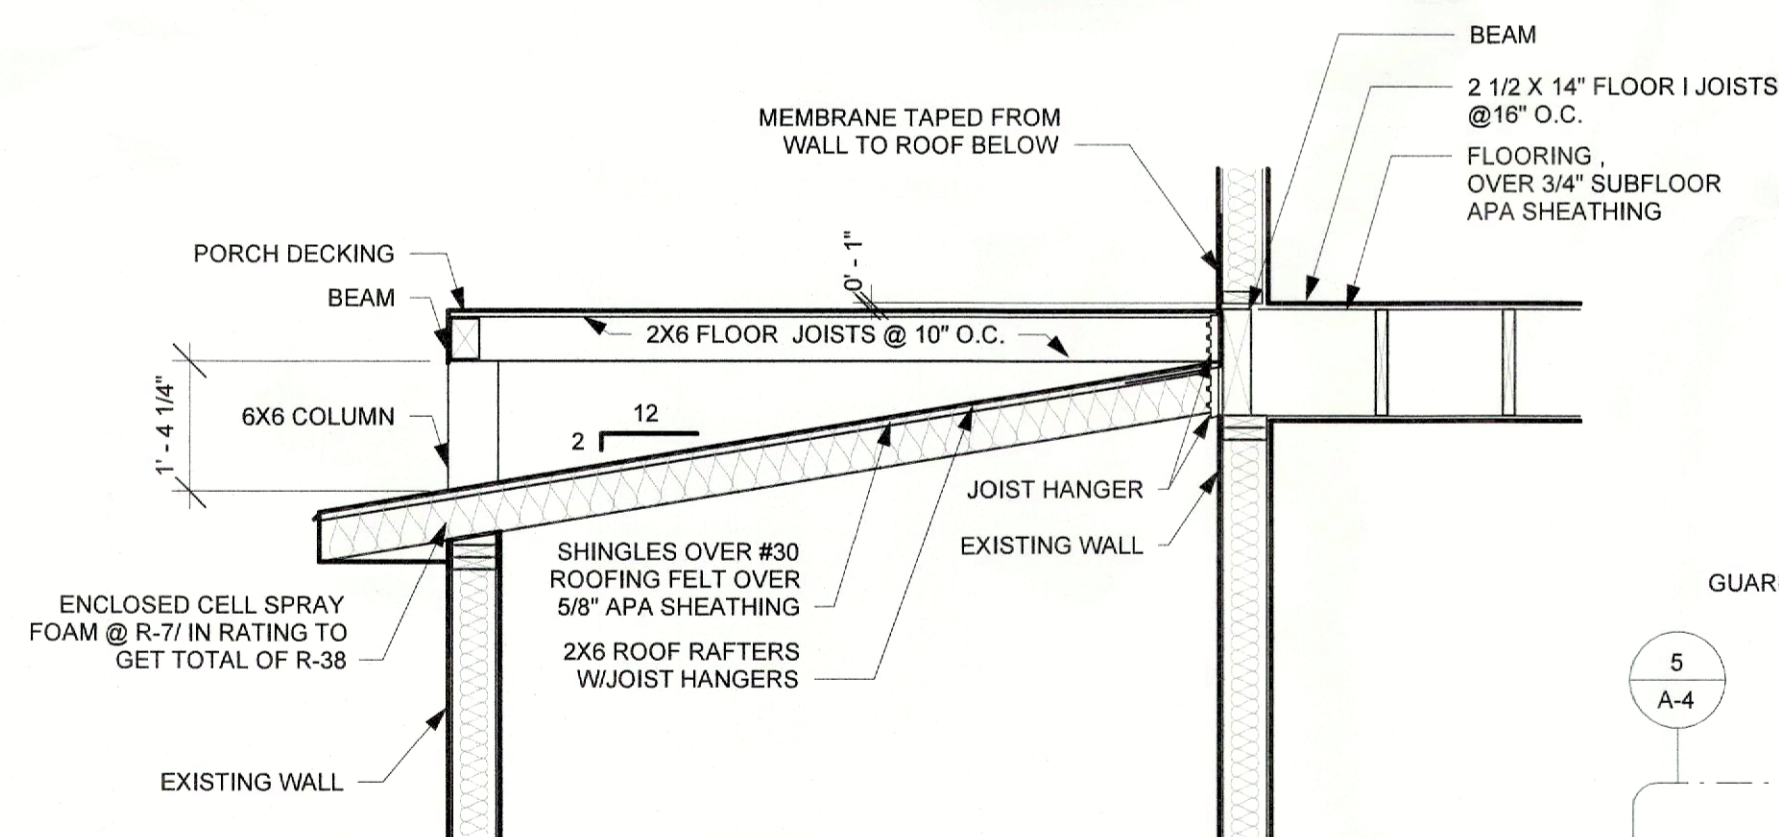 BEAM
2 1/2 X 14" FLOOR I JOISTS
@16" O.C.
FLOORING ,
OVER 3/4" SUBFLOOR
APA SHEATHING
MEMBRANE TAPED FROM
WALL TO ROOF BELOW
PORCH DECKING
BEAM
0' - 1"
2X6 FLOOR JOISTS @ 10" O.C.
1' - 4 1/4"
6X6 COLUMN
12
2
JOIST HANGER
EXISTING WALL
SHINGLES OVER #30
ROOFING FELT OVER
5/8" APA SHEATHING
2X6 ROOF RAFTERS
W/JOIST HANGERS
ENCLOSED CELL SPRAY
FOAM @ R-7/ IN RATING TO
GET TOTAL OF R-38
EXISTING WALL
5
A-4